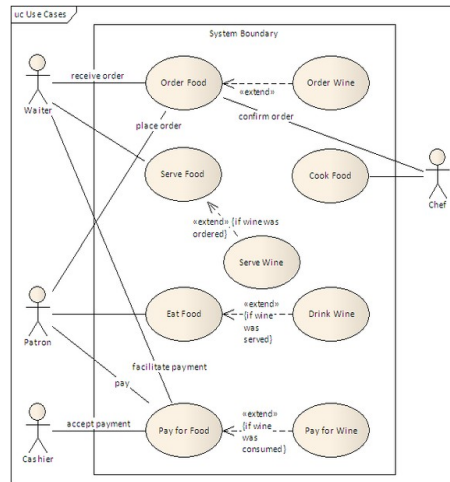 uc Use Cases
System Boundary
receive order
Order Food
Order Wine
«extend»
Waiter
confirm order
place order
Serve Food
Cook Food
Chef
«extend» {if wine was
ordered}
Serve Wine
«extend»
Eat Food
{if wine
Drink Wine
was
served}
Patron
facilitate payment
pay
«extend»
accept payment
Pay for Food
{if wine
Pay for Wine
was
consumed}
Cashier